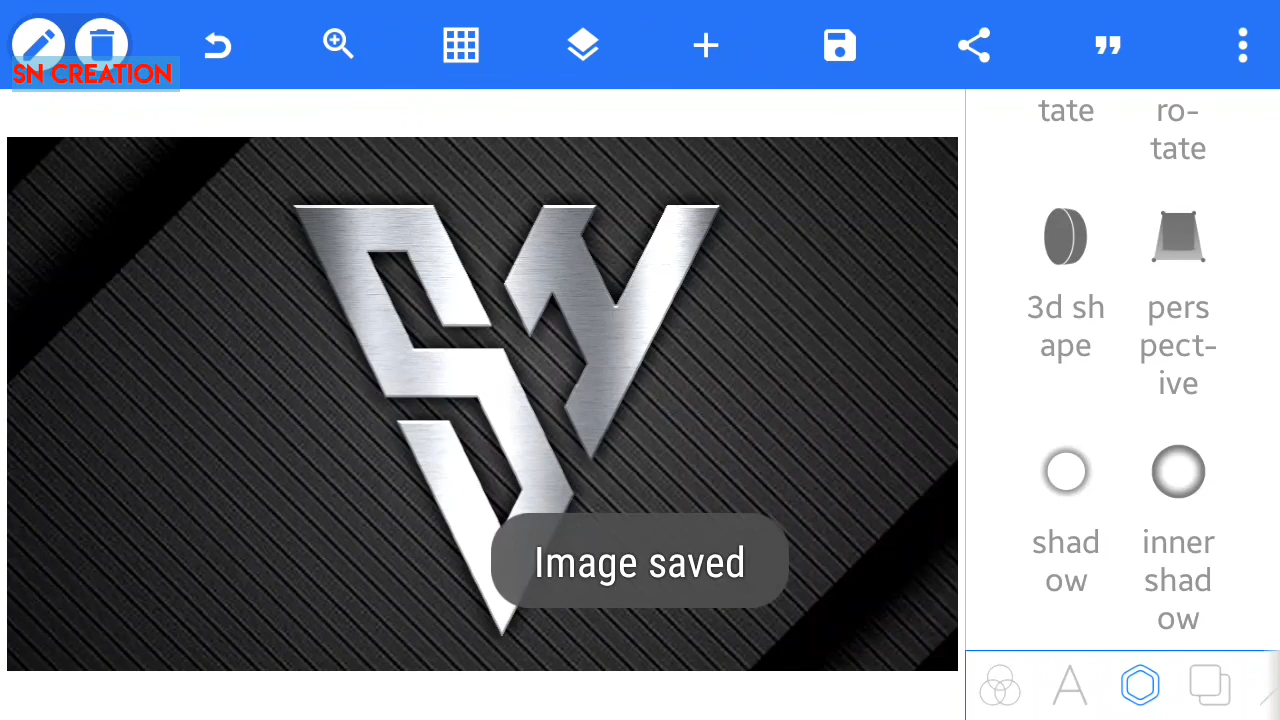 SN CREATION
tate
ro-
tate
3d sh
ape
pers
pect-
ive
Image saved
shad
ow
inner
shad
ow